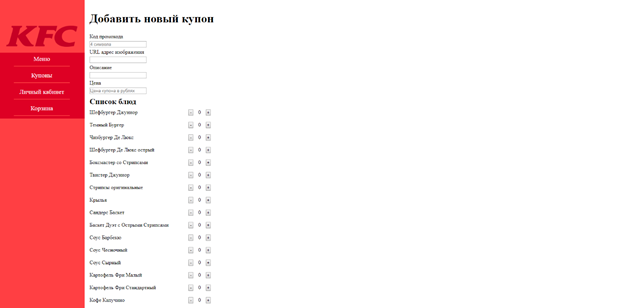 KFC
Меню
Купоны
Личный кабинет
Корзина
Добавить новый купон
Код промокода
4 символа
URL адрес изображения
Описание
Цена
Цена купона в рублях
Список блюд
Шефбургер Джуниор - 0 +
Темный Бургер - 0 +
Чизбургер Де Люкс - 0 +
Шефбургер Де Люкс острый - 0 +
Боксмастер со Стрипсами - 0 +
Твистер Джуниор - 0 +
Стрипсы оригинальные - 0 +
Крылья - 0 +
Сандерс Баскет - 0 +
Баскет Дуэт с Острыми Стрипсами - 0 +
Соус Барбекю - 0 +
Соус Чесночный - 0 +
Соус Сырный - 0 +
Картофель Фри Малый - 0 +
Картофель Фри Стандартный - 0 +
Кофе Капучино - 0 +